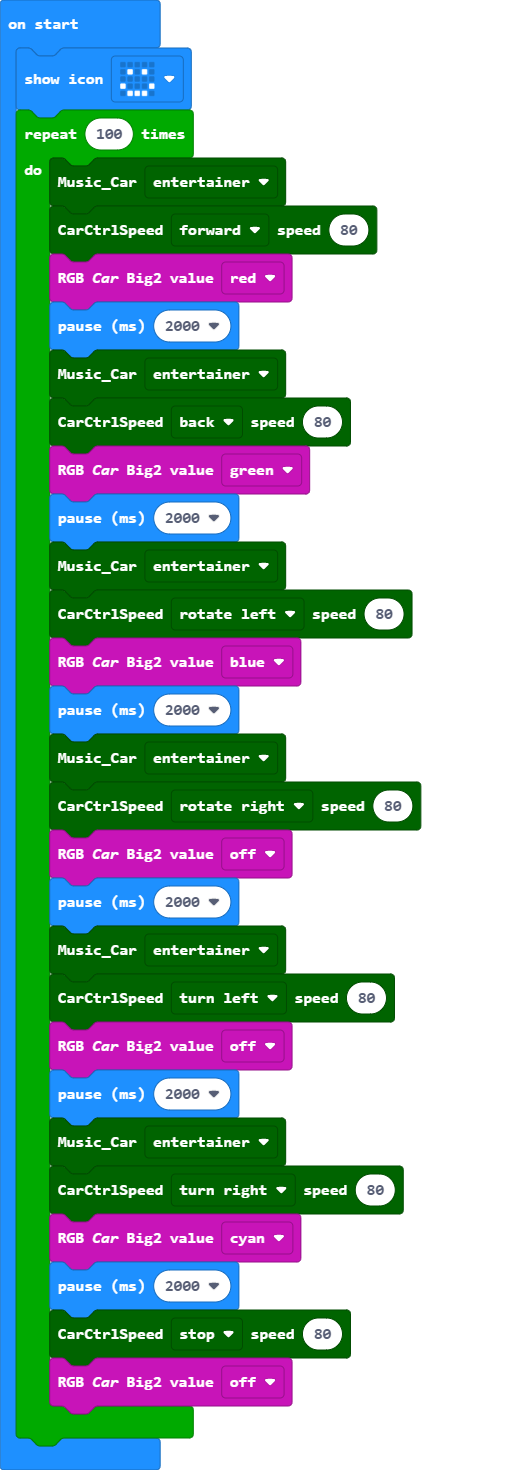 on start
show icon
repeat 100 times
do
Music_Car entertainer
CarCtrlSpeed forward speed 80
RGB Car Big2 value red
pause (ms) 2000
Music_Car entertainer
CarCtrlSpeed back speed 80
RGB Car Big2 value green
pause (ms) 2000
Music_Car entertainer
CarCtrlSpeed rotate left speed 80
RGB Car Big2 value blue
pause (ms) 2000
Music_Car entertainer
CarCtrlSpeed rotate right speed 80
RGB Car Big2 value off
pause (ms) 2000
Music_Car entertainer
CarCtrlSpeed turn left speed 80
RGB Car Big2 value off
pause (ms) 2000
Music_Car entertainer
CarCtrlSpeed turn right speed 80
RGB Car Big2 value cyan
pause (ms) 2000
CarCtrlSpeed stop speed 80
RGB Car Big2 value off